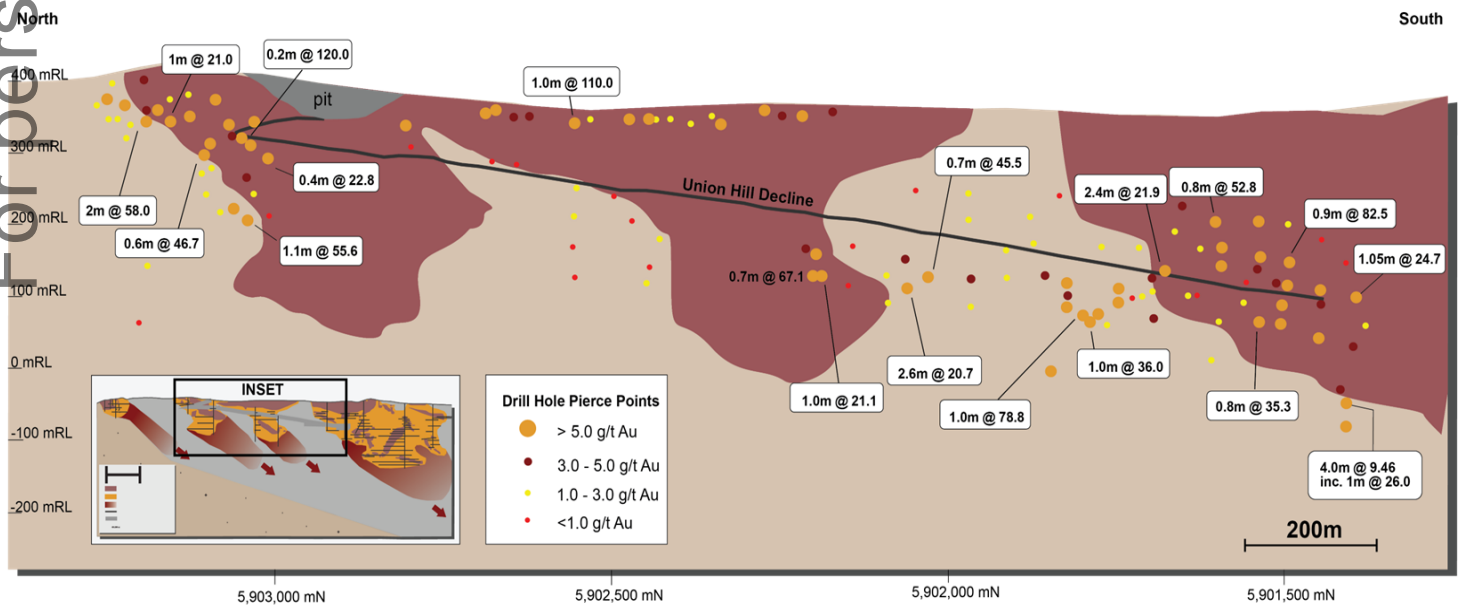 North
South
For pers
400 mRL
300 mRL
200 mRL
100 mRL
0 mRL
-100 mRL
-200 mRL
1m @ 21.0
0.2m @ 120.0
pit
1.0m @ 110.0
0.4m @ 22.8
2m @ 58.0
0.6m @ 46.7
1.1m @ 55.6
Union Hill Decline
0.7m @ 45.5
2.4m @ 21.9
0.8m @ 52.8
0.9m @ 82.5
1.05m @ 24.7
0.7m @ 67.1
1.0m @ 21.1
2.6m @ 20.7
1.0m @ 78.8
1.0m @ 36.0
0.8m @ 35.3
4.0m @ 9.46
inc. 1m @ 26.0
INSET
Drill Hole Pierce Points
> 5.0 g/t Au
3.0 - 5.0 g/t Au
1.0 - 3.0 g/t Au
<1.0 g/t Au
200m
5,903,000 mN
5,902,500 mN
5,902,000 mN
5,901,500 mN